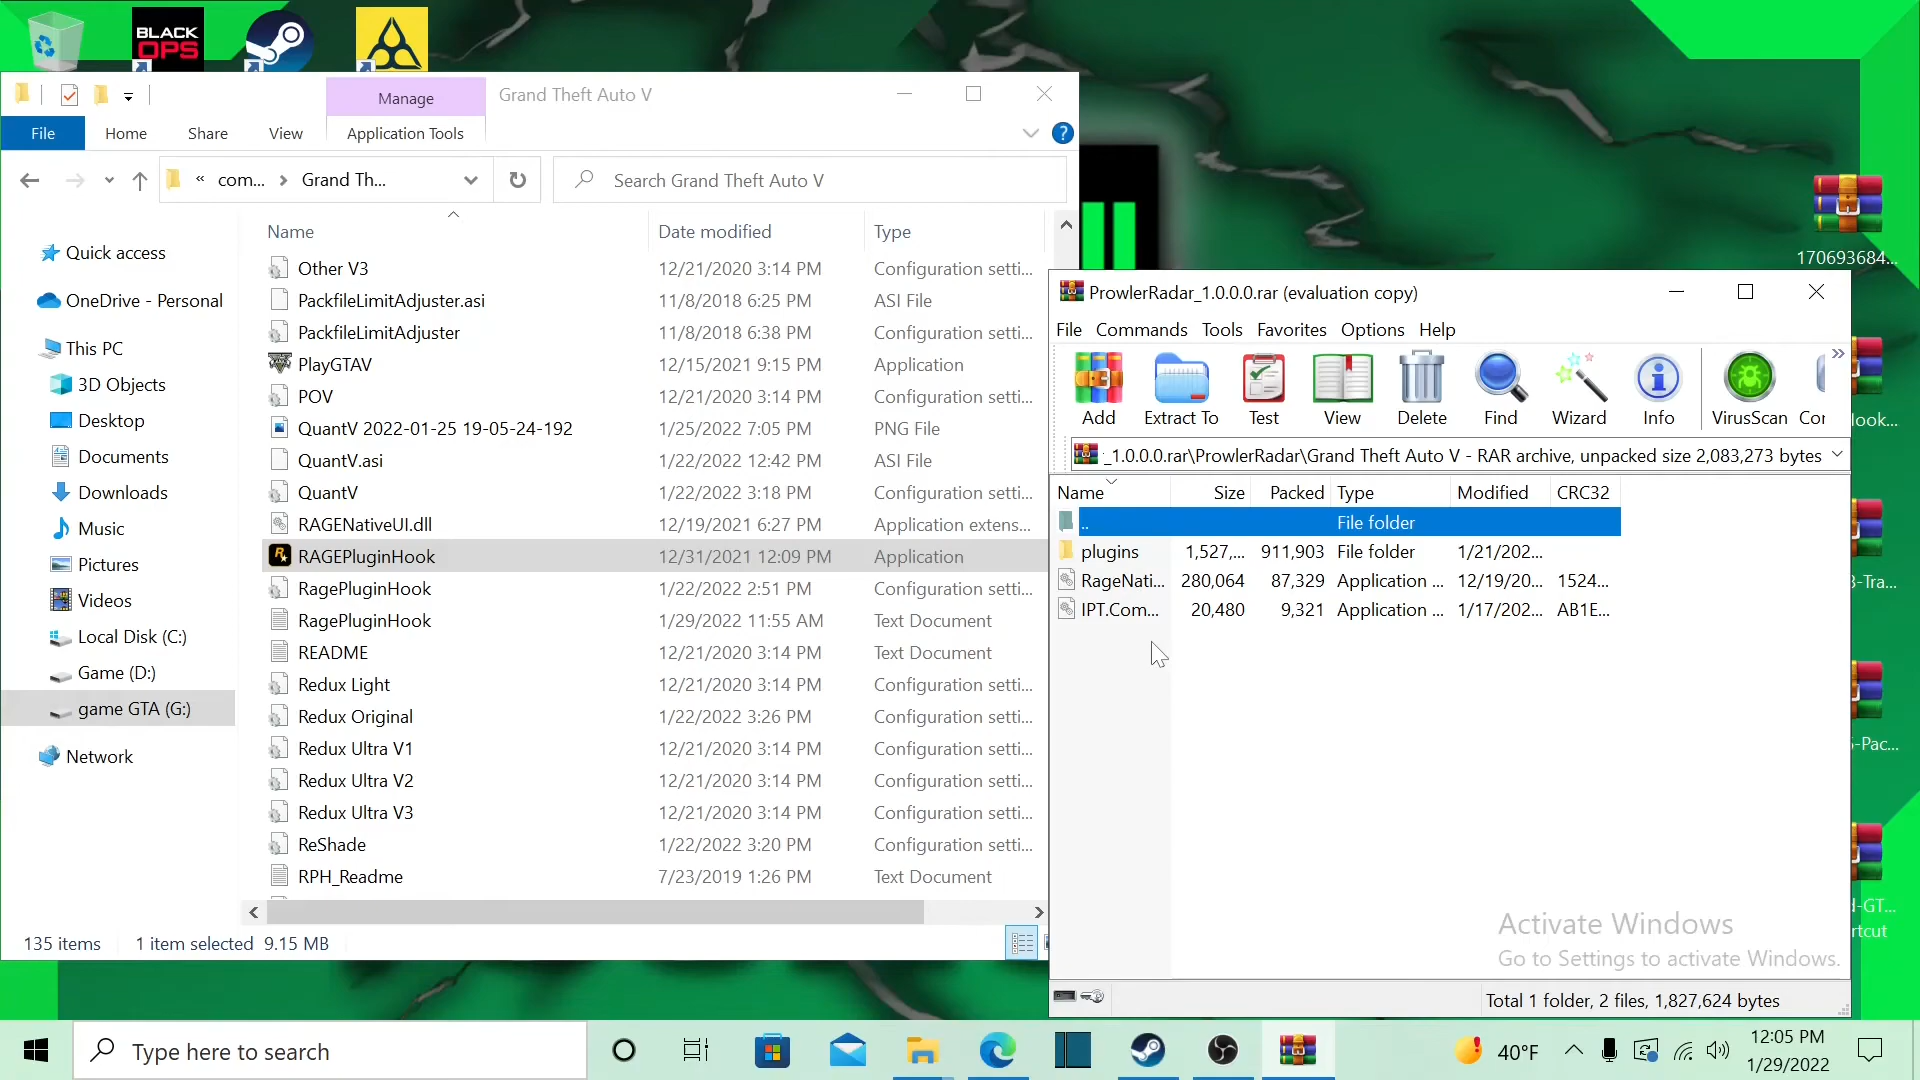 BLACK
OPS
Manage
Grand Theft Auto V
File
Home
Share
View
Application Tools
?
«
com...
Grand Th...
Search Grand Theft Auto V
Name
Date modified
Type
Quick access
OneDrive - Personal
This PC
3D Objects
Desktop
Documents
Downloads
Music
Pictures
Videos
Local Disk (C:)
Game (D:)
game GTA (G:)
Network
Other V3 12/21/2020 3:14 PM Configuration setti...
PackfileLimitAdjuster.asi 11/8/2018 6:25 PM ASI File
PackfileLimitAdjuster 11/8/2018 6:38 PM Configuration setti...
PlayGTAV 12/15/2021 9:15 PM Application
POV 12/21/2020 3:14 PM Configuration setti...
QuantV 2022-01-25 19-05-24-192 1/25/2022 7:05 PM PNG File
QuantV.asi 1/22/2022 12:42 PM ASI File
QuantV 1/22/2022 3:18 PM Configuration setti...
RAGENativeUI.dll 12/19/2021 6:27 PM Application extens...
RAGEPluginHook 12/31/2021 12:09 PM Application
RagePluginHook 1/22/2022 2:51 PM Configuration setti...
RagePluginHook 1/29/2022 11:55 AM Text Document
README 12/21/2020 3:14 PM Text Document
Redux Light 12/21/2020 3:14 PM Configuration setti...
Redux Original 1/22/2022 3:26 PM Configuration setti...
Redux Ultra V1 12/21/2020 3:14 PM Configuration setti...
Redux Ultra V2 12/21/2020 3:14 PM Configuration setti...
Redux Ultra V3 12/21/2020 3:14 PM Configuration setti...
ReShade 1/22/2022 3:20 PM Configuration setti...
RPH_Readme 7/23/2019 1:26 PM Text Document
135 items 1 item selected 9.15 MB
170693684...
ProwlerRadar_1.0.0.0.rar (evaluation copy)
File Commands Tools Favorites Options Help
Add Extract To Test View Delete Find Wizard Info VirusScan Cor
_1.0.0.0.rar\ProwlerRadar\Grand Theft Auto V - RAR archive, unpacked size 2,083,273 bytes
Name Size Packed Type Modified CRC32
.. File folder
plugins 1,527,... 911,903 File folder 1/21/202...
RageNati... 280,064 87,329 Application ... 12/19/20... 1524...
IPT.Com... 20,480 9,321 Application ... 1/17/202... AB1E...
Total 1 folder, 2 files, 1,827,624 bytes
Hook...
3-Tra...
-Pac...
-GT...
rtcut
Activate Windows
Go to Settings to activate Windows.
Type here to search
40°F
12:05 PM
1/29/2022